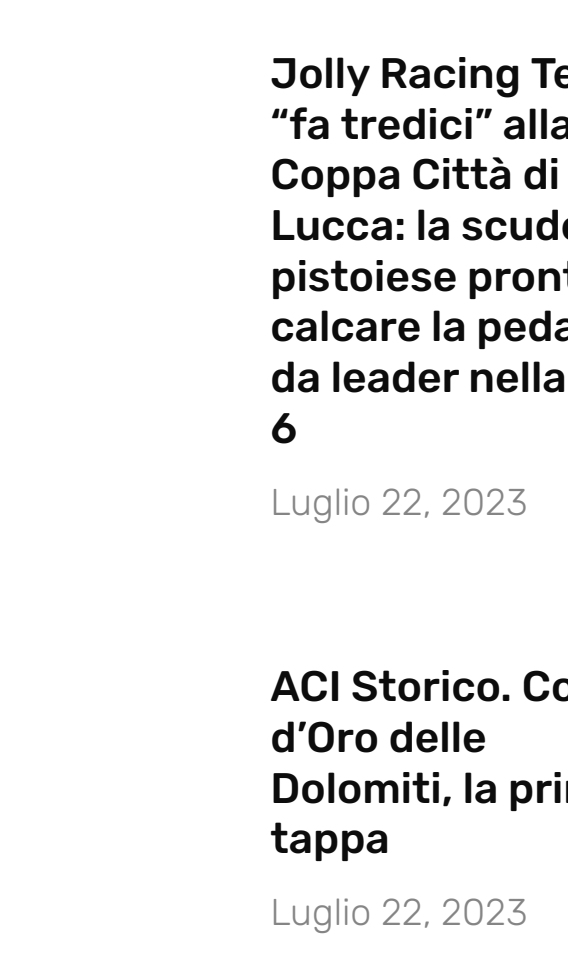 Jolly Racing Te
“fa tredici” alla
Coppa Città di
Lucca: la scude
pistoiese pront
calcare la peda
da leader nella
6
Luglio 22, 2023
ACI Storico. Co
d’Oro delle
Dolomiti, la prin
tappa
Luglio 22, 2023